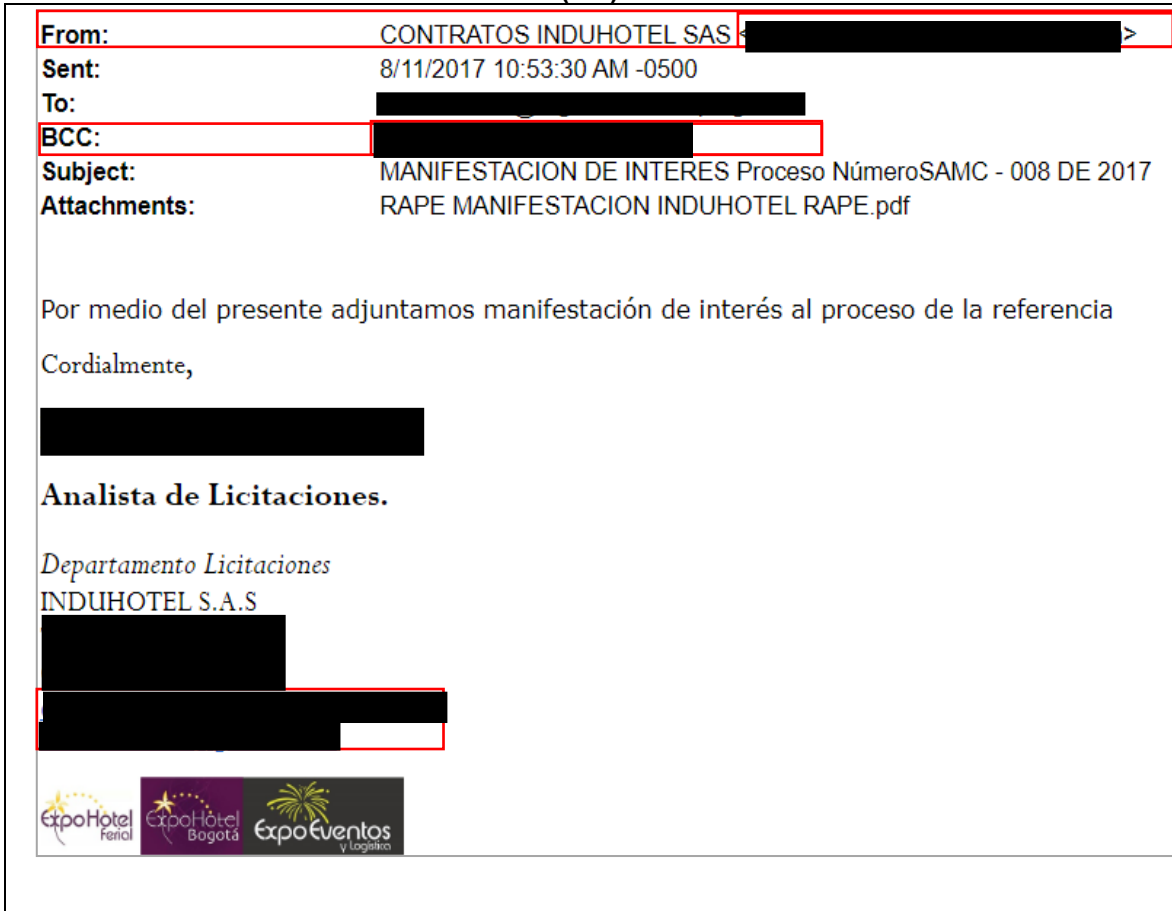 From: CONTRATOS INDUHOTEL SAS < >
Sent: 8/11/2017 10:53:30 AM -0500
To:
BCC:
Subject: MANIFESTACION DE INTERES Proceso NúmeroSAMC - 008 DE 2017
Attachments: RAPE MANIFESTACION INDUHOTEL RAPE.pdf
Por medio del presente adjuntamos manifestación de interés al proceso de la referencia
Cordialmente,
Analista de Licitaciones.
Departamento Licitaciones
INDUHOTEL S.A.S
ExpoHotel Ferial
ExpoHotel Bogotá
ExpoEventos y Logística